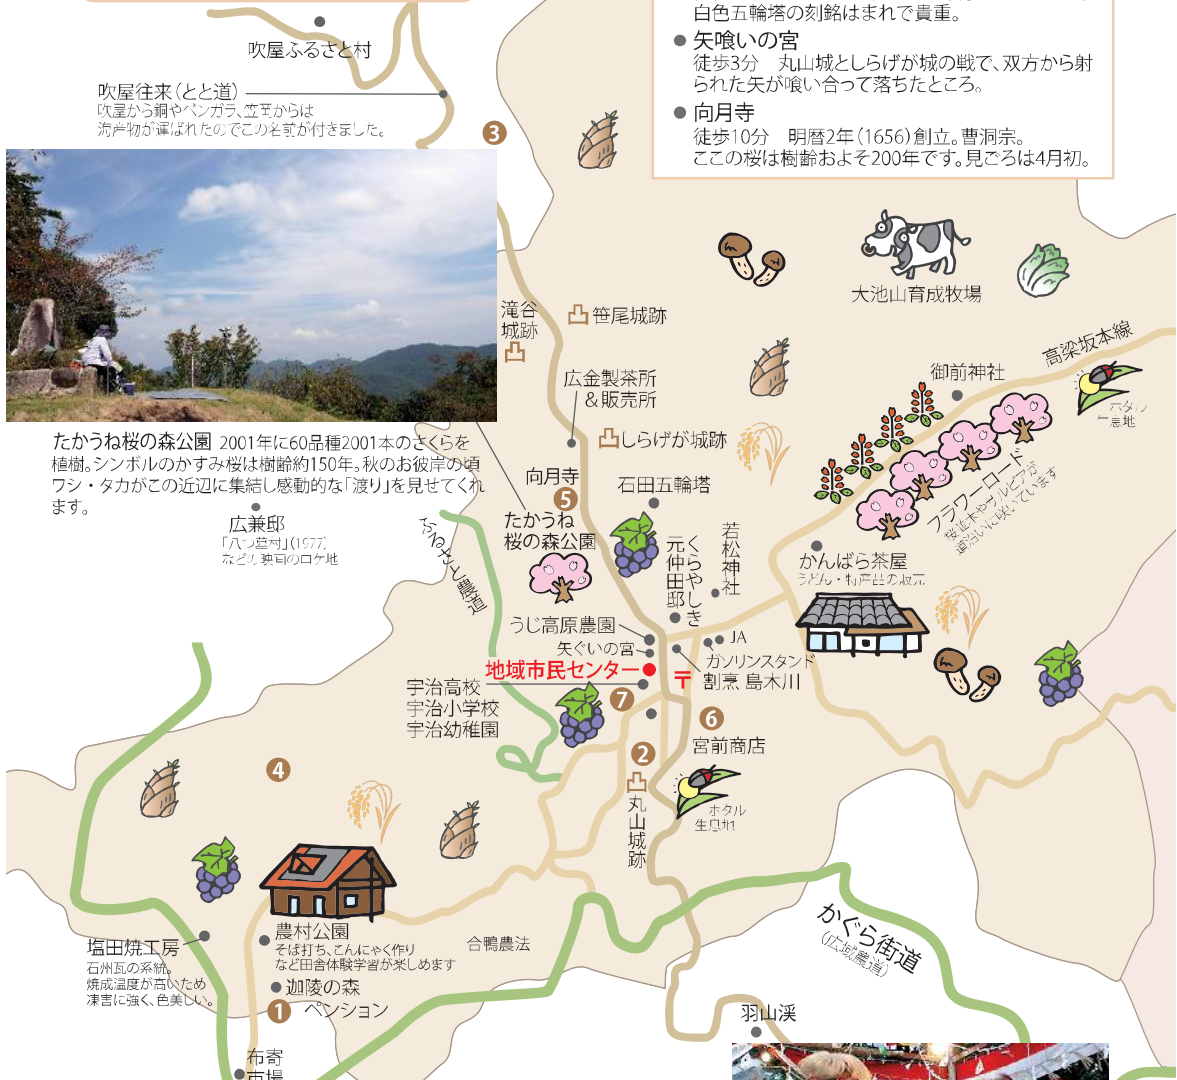 白色五輪塔の刻銘はまれで貴重。
矢喰いの宮
徒歩3分　丸山城としらげが城の戦で、双方から射
られた矢が喰い合って落ちたところ。
向月寺
徒歩10分　明暦2年(1656)創立。曹洞宗。
ここの桜は樹齢およそ200年です。見ごろは4月初。
吹屋ふるさと村
吹屋往来(とと道)
吹屋から銅やベンガラ、笠岡からは
海産物が運ばれたのでこの名前が付きました。
3
大池山育成牧場
滝谷
城跡
笹尾城跡
高梁坂本線
御前神社
広金製茶所
＆販売所
ホタル
生息地
しらげが城跡
たかうね桜の森公園 2001年に60品種2001本のさくらを
植樹。シンボルのかすみ桜は樹齢約150年。秋のお彼岸の頃
ワシ・タカがこの近辺に集結し感動的な「渡り」を見せてくれ
ます。
向月寺
5
石田五輪塔
フラワーロード
道沿いに咲いています
広兼邸
「八つ墓村」(1977)
などの映画のロケ地
ふるさと農道
たかうね
桜の森公園
若松神社
くらやしき
元仲田邸
かんばら茶屋
うどん・特産品の販売
うじ高原農園
JA
矢ぐいの宮
ガソリンスタンド
地域市民センター
〒
割烹 島木川
宇治高校
宇治小学校
宇治幼稚園
7
6
宮前商店
2
4
丸山城跡
ホタル
生息地
かぐら街道
(広域農道)
農村公園
そば打ち、こんにゃく作り
など田舎体験学習が楽しめます
合鴨農法
塩田焼工房
石州瓦の系統。
焼成温度が高いため
凍害に強く、色美しい。
迦陵の森
ペンション
1
羽山渓
布寄
市場